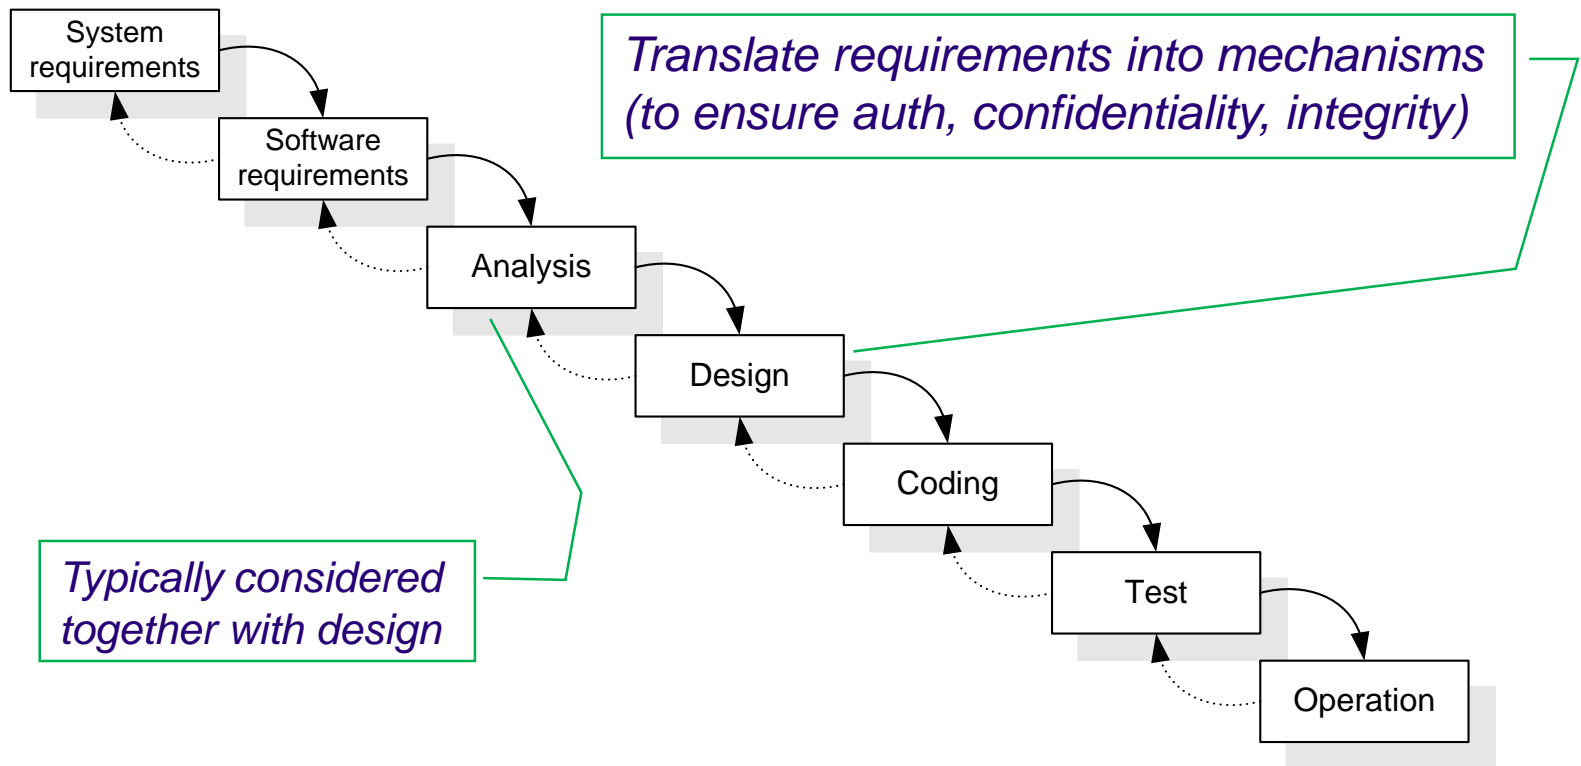 System
requirements
Translate requirements into mechanisms
(to ensure auth, confidentiality, integrity)
Software
requirements
Analysis
Design
Coding
Typically considered
together with design
Test
Operation